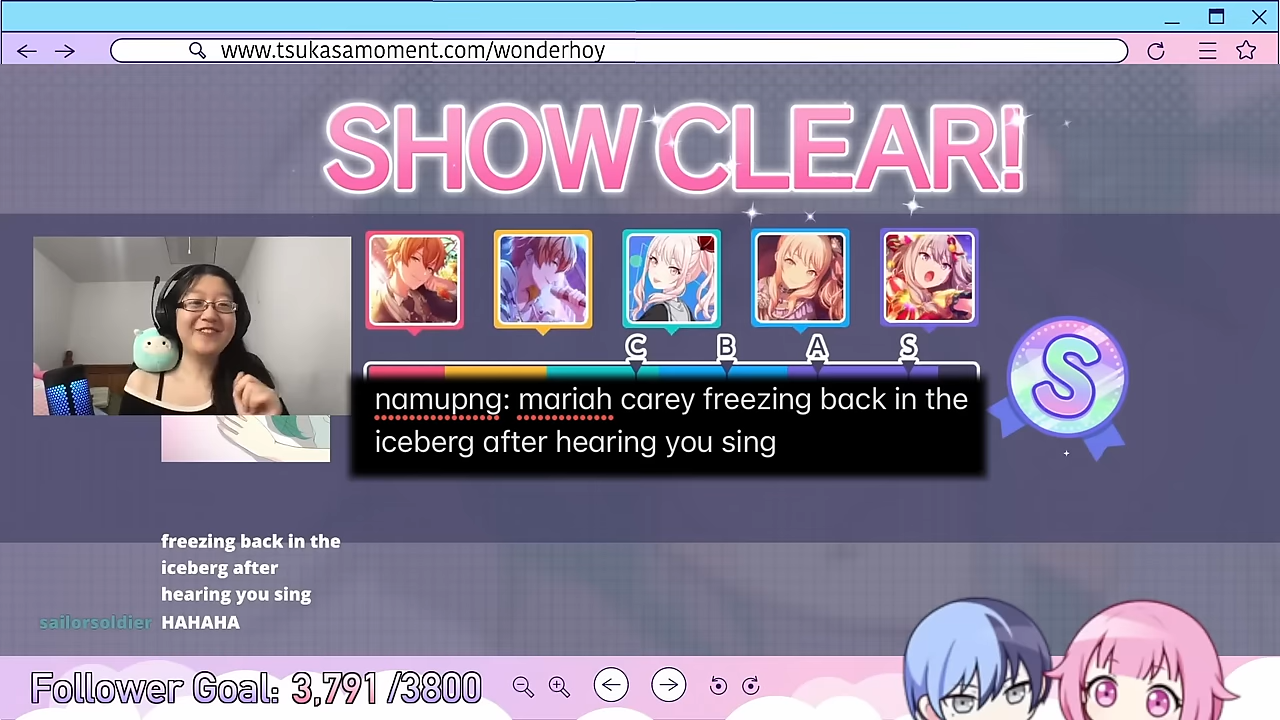 www.tsukasamoment.com/wonderhoy
SHOW CLEAR!
C B A S
S
namupng: mariah carey freezing back in the
iceberg after hearing you sing
freezing back in the
iceberg after
hearing you sing
sailorsoldier HAHAHA
Follower Goal: 3,791 /3800